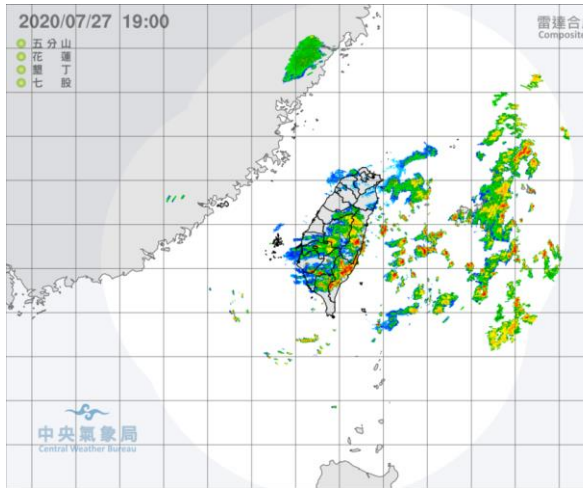 2020/07/27 19:00
五分山
花蓮
墾丁
七股
雷達合
Composite
中央氣象局
Central Weather Bureau